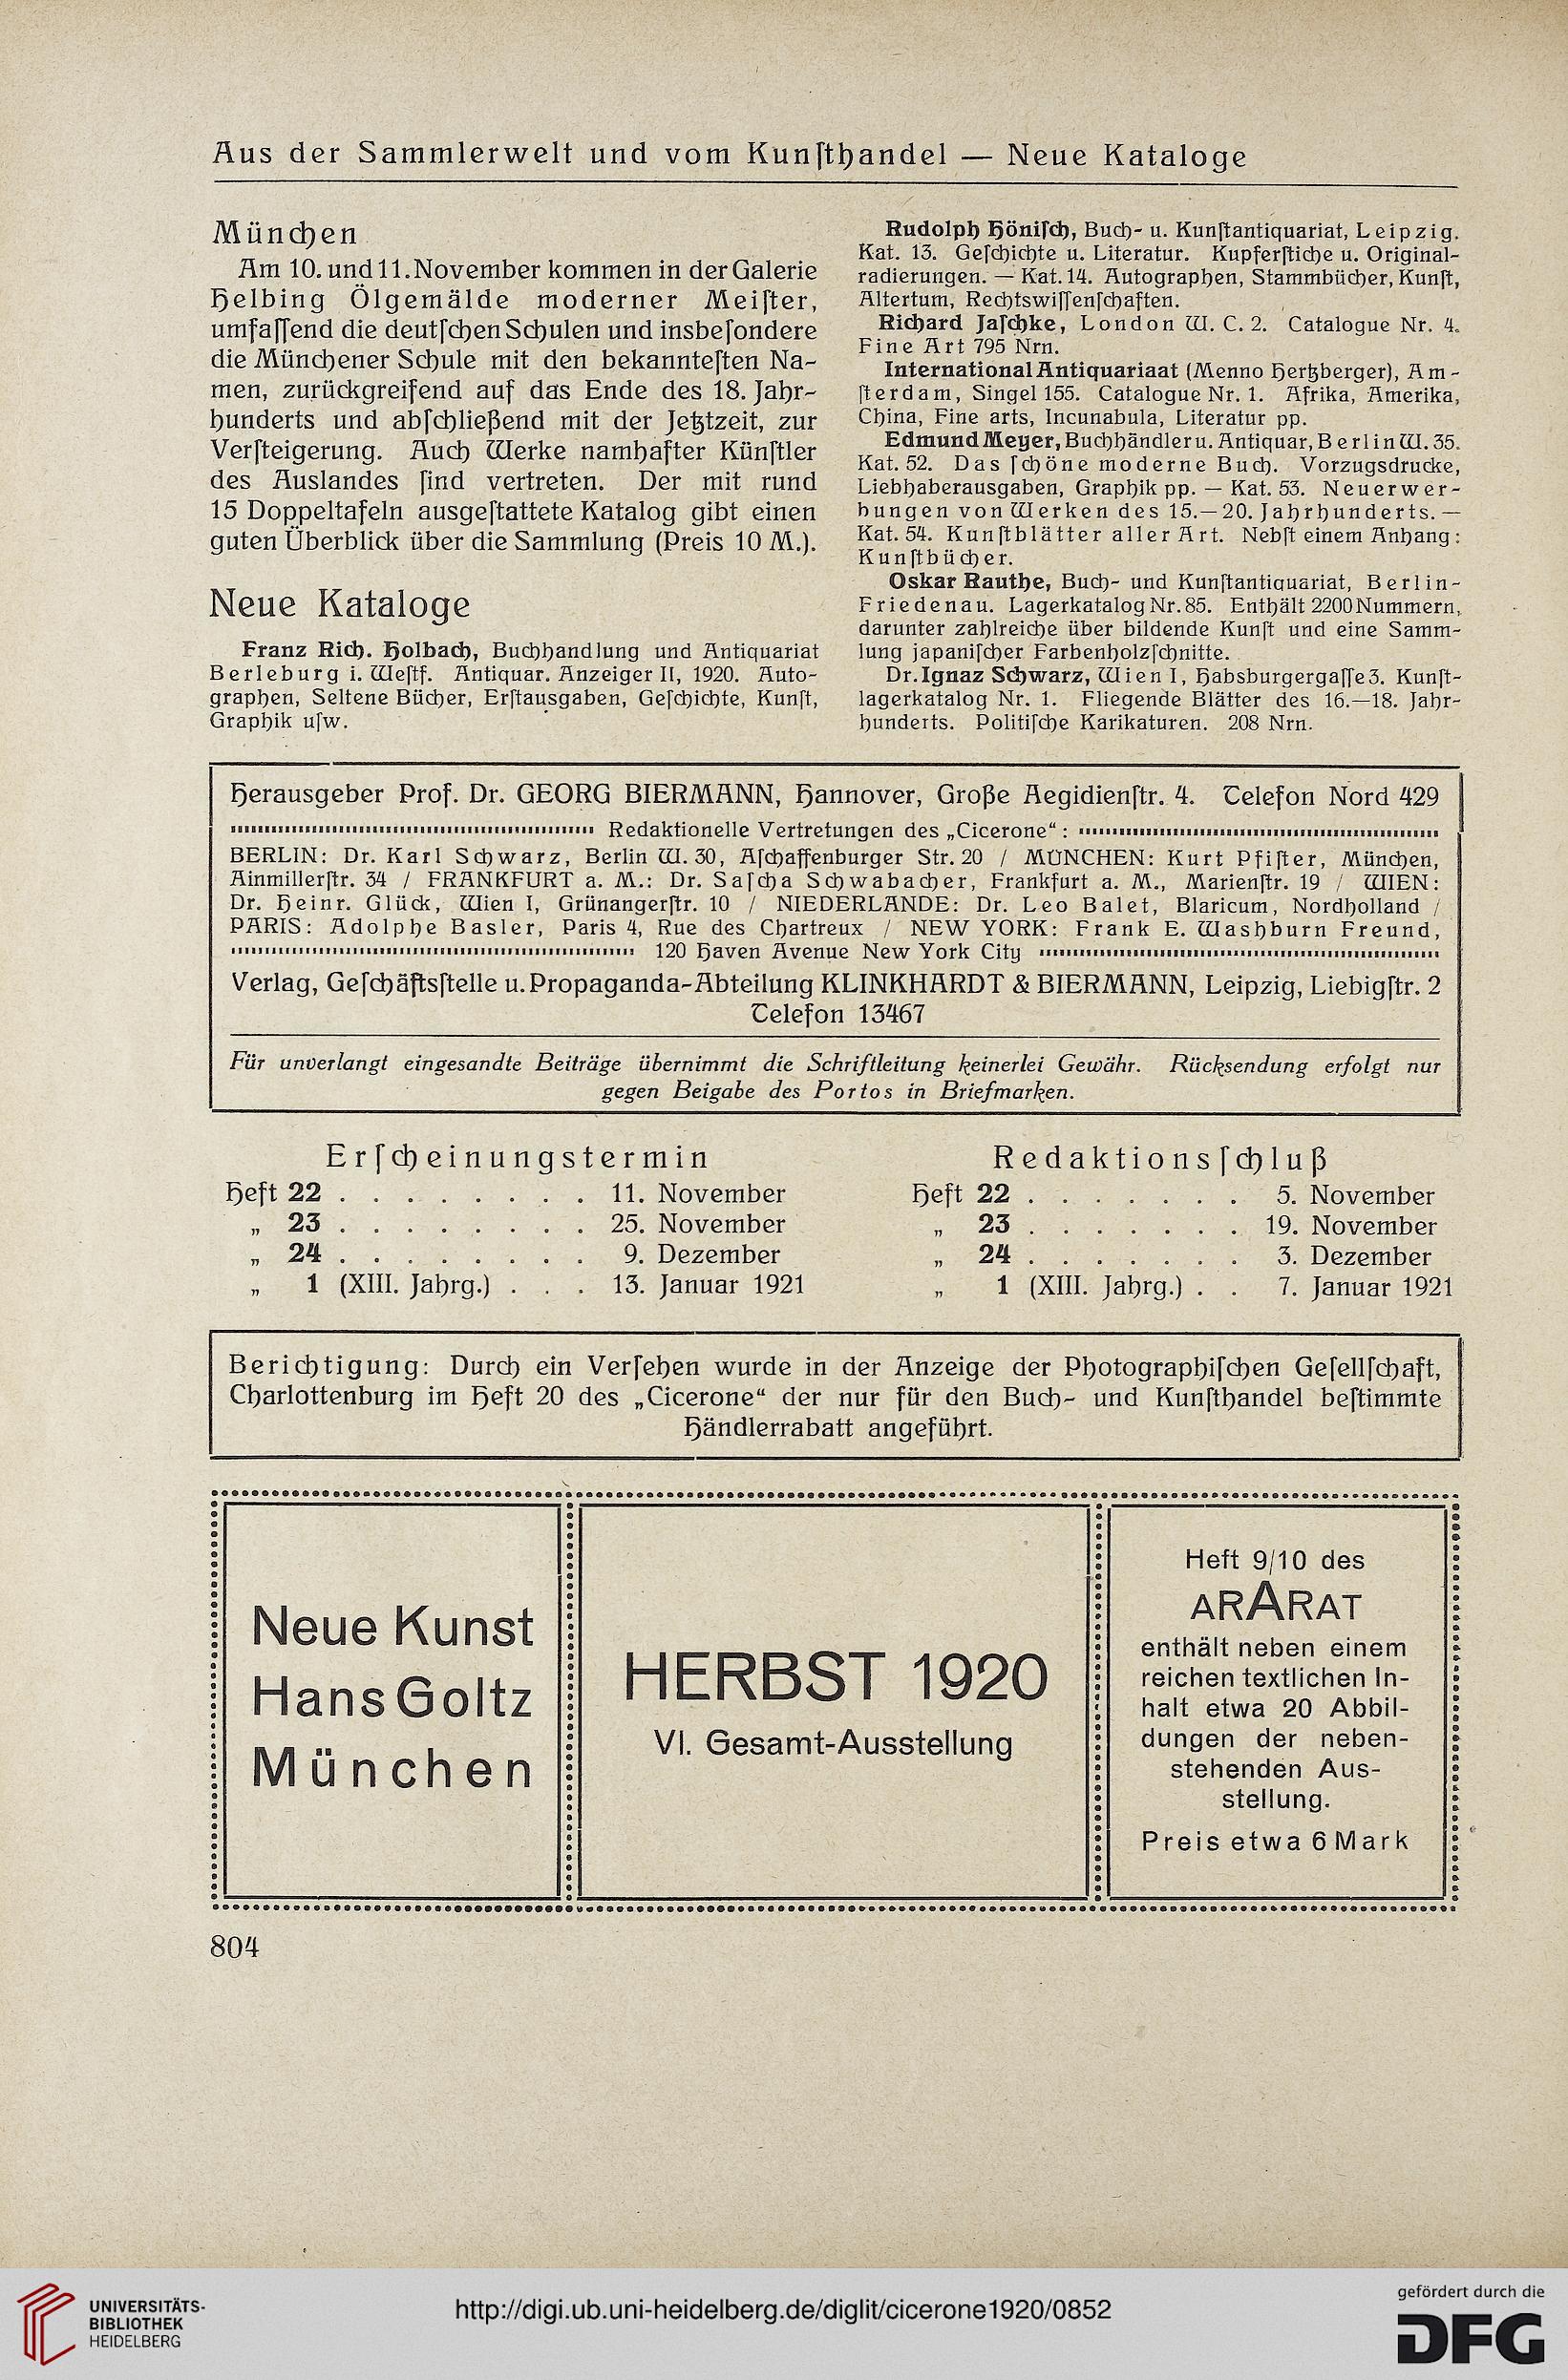 Aus der Sammlerwelt und vom Kunſthandel — Neue Kataloge
München
Am 10. und 11. November kommen in der Galerie
Helbing Ölgemälde moderner Meiſter,
umfaſſend die deutſchen Schulen und insbeſondere
die Münchener Schule mit den bekannteſten Na-
men, zurückgreifend auf das Ende des 18. Jahr-
hunderts und abſchließend mit der Jetztzeit, zur
Verſteigerung. Auch Werke namhafter Künſtler
des Auslandes ſind vertreten. Der mit rund
15 Doppeltafeln ausgeſtattete Katalog gibt einen
guten Überblick über die Sammlung (Preis 10 M.).
Neue Kataloge
Franz Rich. Holbach, Buchhandlung und Antiquariat
Berleburg i. Weſtf. Antiquar. Anzeiger II, 1920. Auto-
graphen, Seltene Bücher, Erſtausgaben, Geſchichte, Kunſt,
Graphik uſw.
Rudolph Höniſch, Buch- u. Kunſtantiquariat, Leipzig.
Kat. 13. Geſchichte u. Literatur. Kupferſtiche u. Original-
radierungen. — Kat. 14. Autographen, Stammbücher, Kunſt,
Altertum, Rechtswiſſenſchaften.
Richard Jaſchke, London W. C. 2. Catalogue Nr. 4.
Fine Art 795 Nrn.
International Antiquariaat (Menno Hertzberger), Am-
ſterdam, Singel 155. Catalogue Nr. 1. Afrika, Amerika,
China, Fine arts, Incunabula, Literatur pp.
Edmund Meyer, Buchhändler u. Antiquar, Berlin W. 35.
Kat. 52. Das ſchöne moderne Buch. Vorzugsdrucke,
Liebhaberausgaben, Graphik pp. — Kat. 53. Neuerwer-
bungen von Werken des 15.—20. Jahrhunderts. —
Kat. 54. Kunſtblätter aller Art. Nebſt einem Anhang:
Kunſtbücher.
Oskar Rauthe, Buch- und Kunſtantiquariat, Berlin-
Friedenau. Lagerkatalog Nr. 85. Enthält 2200 Nummern,
darunter zahlreiche über bildende Kunſt und eine Samm-
lung japaniſcher Farbenholzſchnitte.
Dr. Ignaz Schwarz, Wien I, Habsburgergaſſe 3. Kunſt-
lagerkatalog Nr. 1. Fliegende Blätter des 16.—18. Jahr-
hunderts. Politiſche Karikaturen. 208 Nrn.
Herausgeber Prof. Dr. GEORG BIERMANN, Hannover, Große Aegidienſtr. 4. Telefon Nord 429
Redaktionelle Vertretungen des „Cicerone“:
BERLIN: Dr. Karl Schwarz, Berlin W. 30, Aſchaffenburger Str. 20 / MÜNCHEN: Kurt Pfiſter, München,
Ainmillerſtr. 34 / FRANKFURT a. M.: Dr. Saſcha Schwabacher, Frankfurt a. M., Marienſtr. 19 / WIEN:
Dr. Heinr. Glück, Wien I, Grünangerſtr. 10 / NIEDERLANDE: Dr. Leo Balet, Blaricum, Nordholland /
PARIS: Adolphe Basler, Paris 4, Rue des Chartreux / NEW YORK: Frank E. Washburn Freund,
120 Haven Avenue New York City
Verlag, Geſchäftsſtelle u. Propaganda-Abteilung KLINKHARDT & BIERMANN, Leipzig, Liebigſtr. 2
Telefon 13467
Für unverlangt eingesandte Beiträge übernimmt die Schriftleitung keinerlei Gewähr. Rücksendung erfolgt nur
gegen Beigabe des Portos in Briefmarken.
Erſcheinungstermin
Heft 22 . . . . . . . . 11. November
„ 23 . . . . . . . . 25. November
„ 24 . . . . . . . . 9. Dezember
„ 1 (XIII. Jahrg.) . . . 13. Januar 1921
Redaktionsſchluß
Heft 22 . . . . . . . 5. November
„ 23 . . . . . . . 19. November
„ 24 . . . . . . . 3. Dezember
„ 1 (XIII. Jahrg.) . . 7. Januar 1921
Berichtigung: Durch ein Verſehen wurde in der Anzeige der Photographiſchen Geſellſchaft,
Charlottenburg im Heft 20 des „Cicerone“ der nur für den Buch- und Kunſthandel beſtimmte
Händlerrabatt angeführt.
Neue Kunst
Hans Goltz
München
HERBST 1920
VI. Gesamt-Ausstellung
Heft 9/10 des
ARARAT
enthält neben einem
reichen textlichen In-
halt etwa 20 Abbil-
dungen der neben-
stehenden Aus-
stellung.
Preis etwa 6 Mark
804
UNIVERSITÄTS-
BIBLIOTHEK
HEIDELBERG
http://digi.ub.uni-heidelberg.de/diglit/cicerone1920/0852
gefördert durch die
DFG